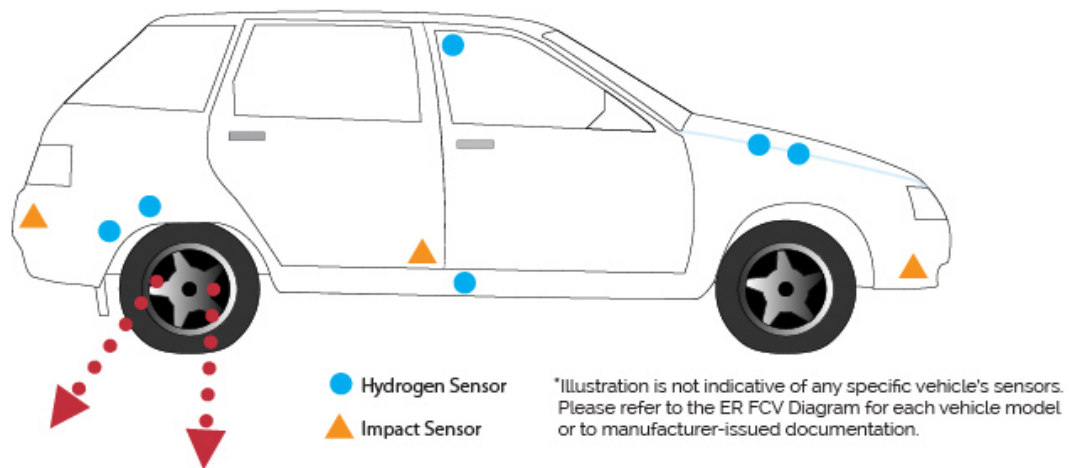 Hydrogen Sensor
Impact Sensor
*Illustration is not indicative of any specific vehicle's sensors.
Please refer to the ER FCV Diagram for each vehicle model
or to manufacturer-issued documentation.